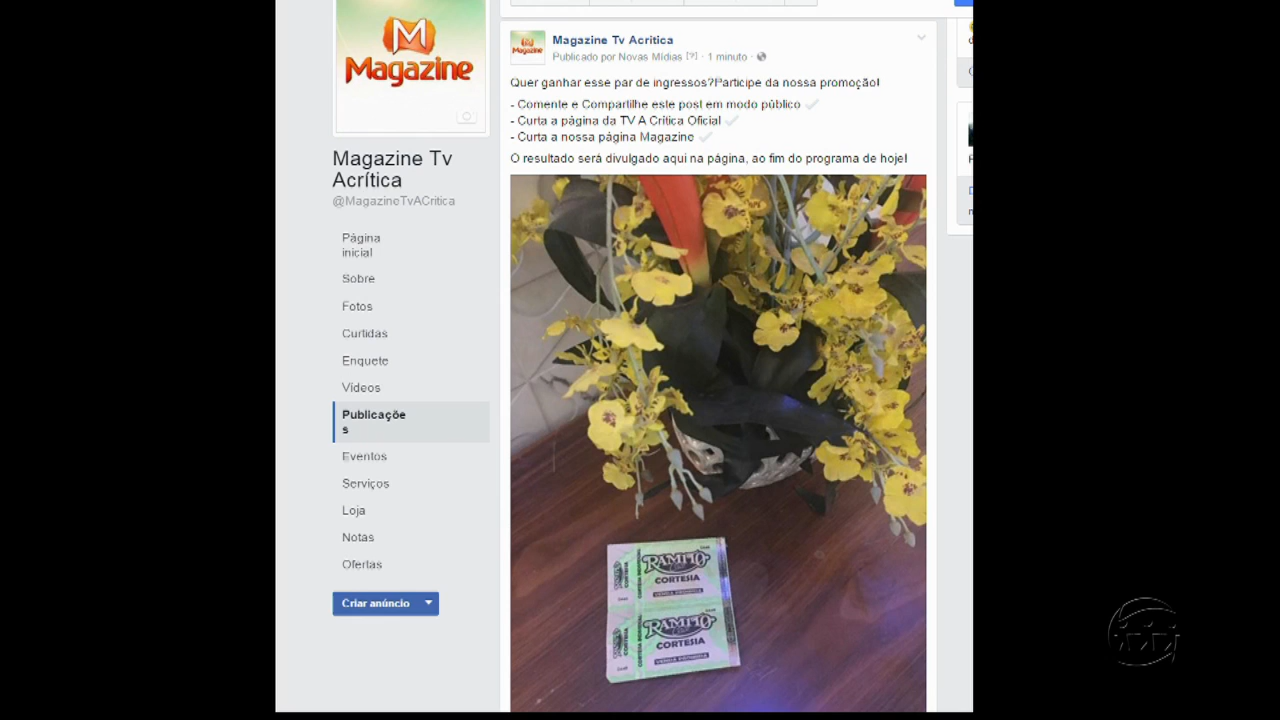 Magazine
Magazine Tv
Acrítica
@MagazineTvACritica
Página
inicial
Sobre
Fotos
Curtidas
Enquete
Vídeos
Publicaçõe
s
Eventos
Serviços
Loja
Notas
Ofertas
Criar anúncio
Magazine Tv Acritica
Publicado por Novas Mídias [?] · 1 minuto ·
Quer ganhar esse par de ingressos?Participe da nossa promoção!
- Comente e Compartilhe este post em modo público
- Curta a página da TV A Crítica Oficial
- Curta a nossa página Magazine
O resultado será divulgado aqui na página, ao fim do programa de hoje!
CORTESIA
CORTESIA